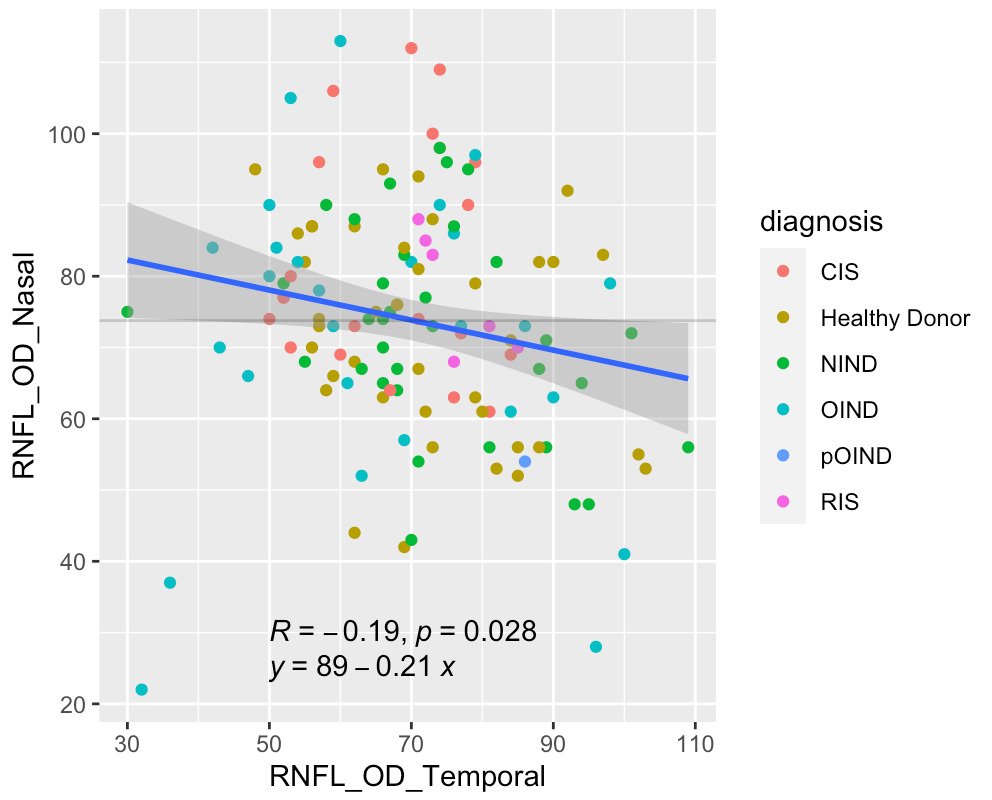 RNFL_OD_Nasal
100
80
60
40
20
R = −0.19, p = 0.028
y = 89 − 0.21 x
30 50 70 90 110
RNFL_OD_Temporal
diagnosis
CIS
Healthy Donor
NIND
OIND
pOIND
RIS